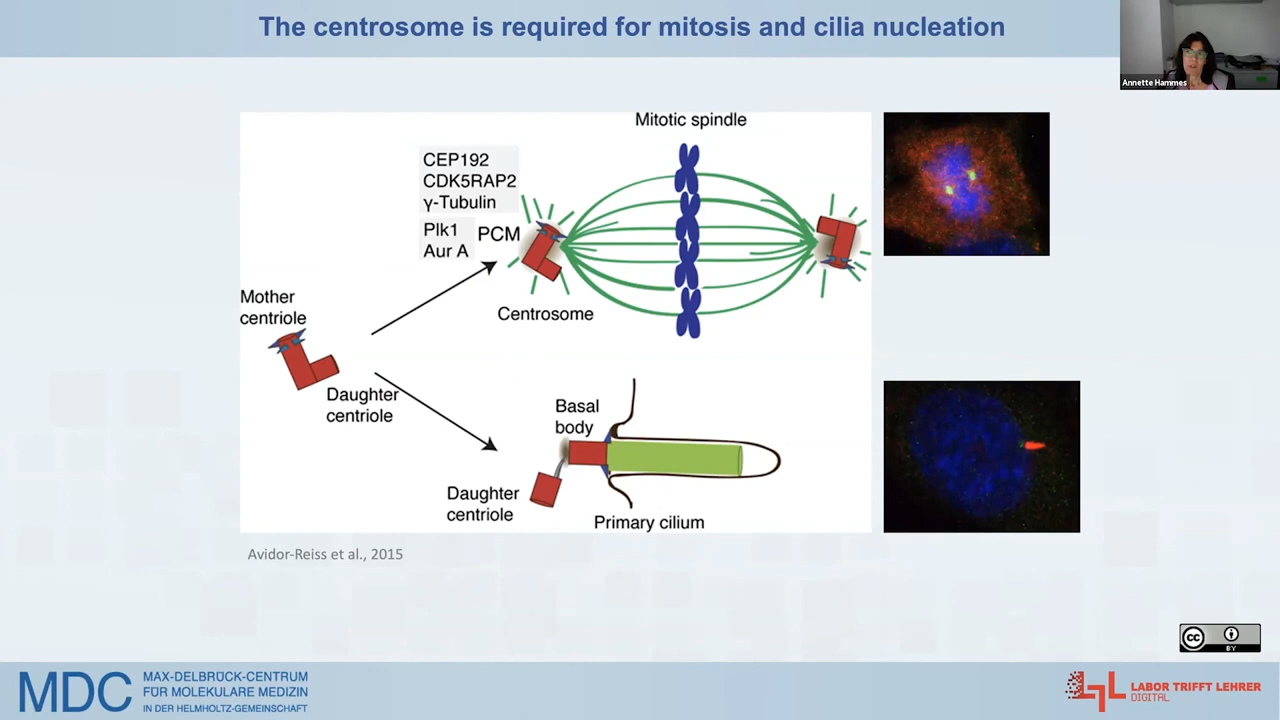 The centrosome is required for mitosis and cilia nucleation
Annette Hammes
Mitotic spindle
CEP192
CDK5RAP2
γ-Tubulin
Plk1
Aur A
PCM
Centrosome
Mother
centriole
Daughter
centriole
Basal
body
Daughter
centriole
Primary cilium
Avidor-Reiss et al., 2015
cc
BY
MDC
MAX-DELBRÜCK-CENTRUM
FÜR MOLEKULARE MEDIZIN
IN DER HELMHOLTZ-GEMEINSCHAFT
LABOR TRIFFT LEHRER
DIGITAL